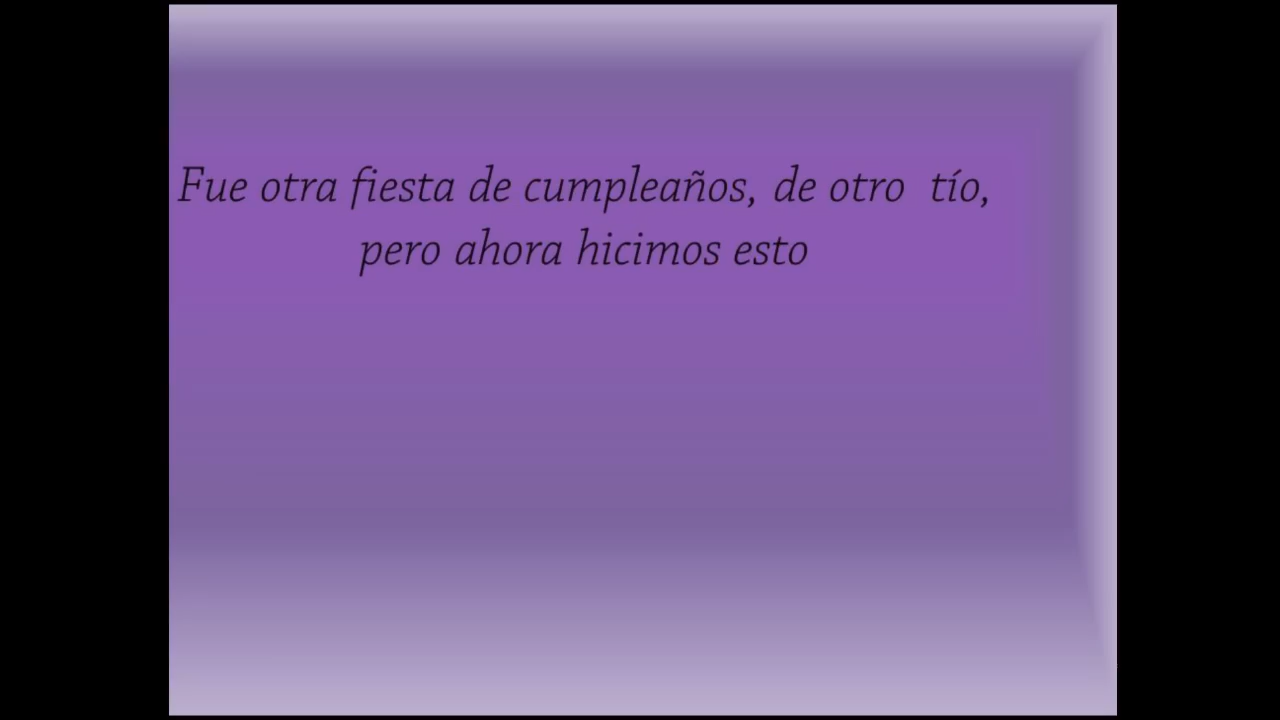 Fue otra fiesta de cumpleaños, de otro  tío,
pero ahora hicimos esto